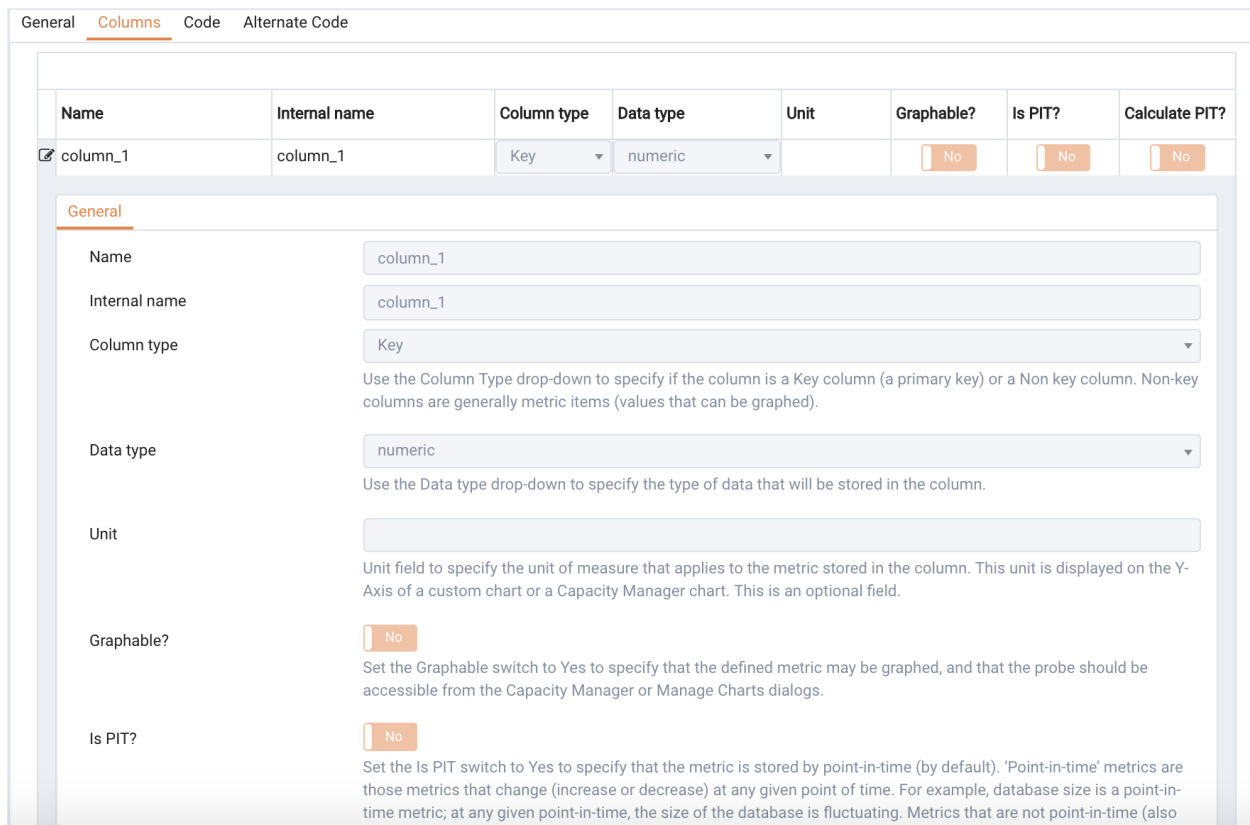 General Columns Code Alternate Code
Name Internal name Column type Data type Unit Graphable? Is PIT? Calculate PIT?
column_1 column_1 Key numeric No No No
General
Name column_1
Internal name column_1
Column type Key
Use the Column Type drop-down to specify if the column is a Key column (a primary key) or a Non key column. Non-key
columns are generally metric items (values that can be graphed).
Data type numeric
Use the Data type drop-down to specify the type of data that will be stored in the column.
Unit
Unit field to specify the unit of measure that applies to the metric stored in the column. This unit is displayed on the Y-
Axis of a custom chart or a Capacity Manager chart. This is an optional field.
Graphable? No
Set the Graphable switch to Yes to specify that the defined metric may be graphed, and that the probe should be
accessible from the Capacity Manager or Manage Charts dialogs.
Is PIT? No
Set the Is PIT switch to Yes to specify that the metric is stored by point-in-time (by default). ‘Point-in-time’ metrics are
those metrics that change (increase or decrease) at any given point of time. For example, database size is a point-in-
time metric; at any given point-in-time, the size of the database is fluctuating. Metrics that are not point-in-time (also